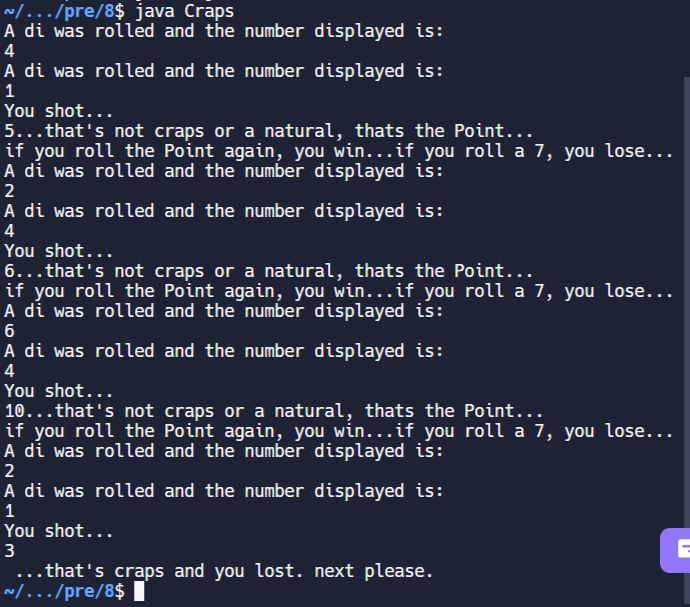 ~/.../pre/8$ java Craps
A di was rolled and the number displayed is:
4
A di was rolled and the number displayed is:
1
You shot...
5...that's not craps or a natural, thats the Point...
if you roll the Point again, you win...if you roll a 7, you lose...
A di was rolled and the number displayed is:
2
A di was rolled and the number displayed is:
4
You shot...
6...that's not craps or a natural, thats the Point...
if you roll the Point again, you win...if you roll a 7, you lose...
A di was rolled and the number displayed is:
6
A di was rolled and the number displayed is:
4
You shot...
10...that's not craps or a natural, thats the Point...
if you roll the Point again, you win...if you roll a 7, you lose...
A di was rolled and the number displayed is:
2
A di was rolled and the number displayed is:
1
You shot...
3
 ...that's craps and you lost. next please.
~/.../pre/8$